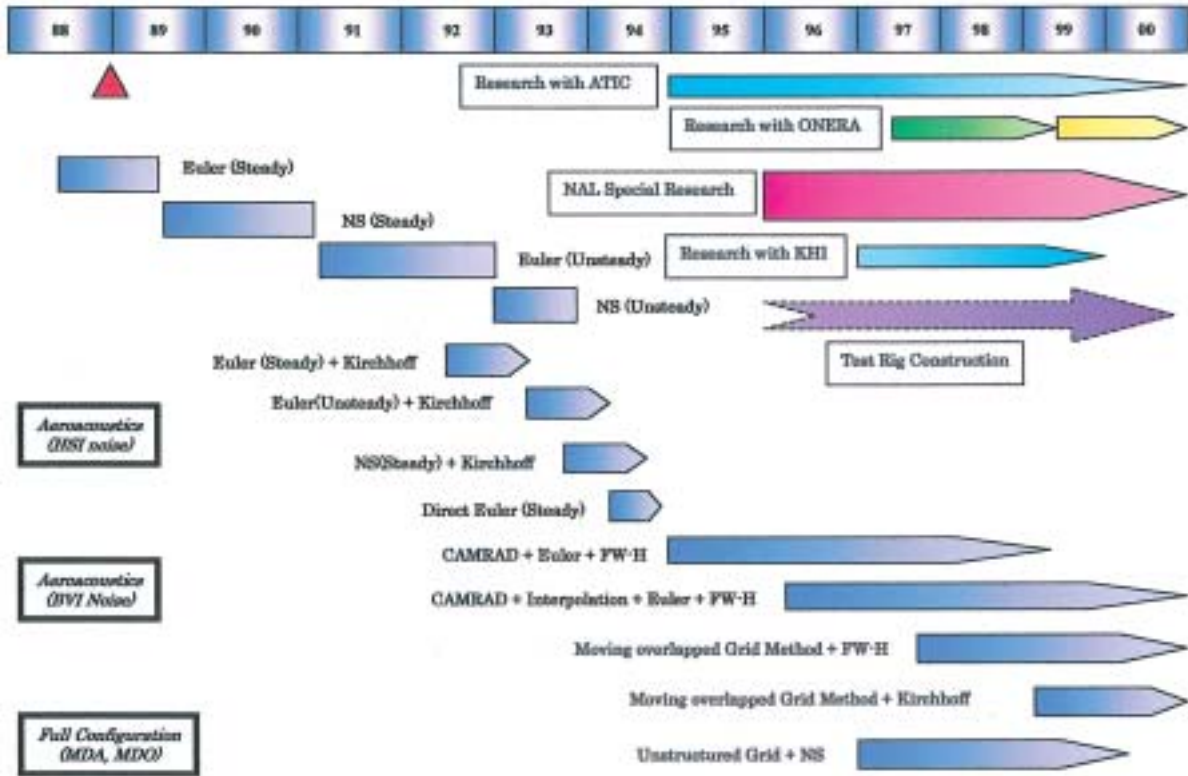 88 89 90 91 92 93 94 95 96 97 98 99 00
Research with ATIC
Research with ONERA
Euler (Steady)
NAL Special Research
NS (Steady)
Euler (Unsteady)
Research with KHI
NS (Unsteady)
Euler (Steady) + Kirchhoff
Test Rig Construction
Euler(Unsteady) + Kirchhoff
Aeroacoustics
(HSI noise)
NS(Steady) + Kirchhoff
Direct Euler (Steady)
CAMRAD + Euler + FW-H
Aeroacoustics
(BVI Noise)
CAMRAD + Interpolation + Euler + FW-H
Moving overlapped Grid Method + FW-H
Moving overlapped Grid Method + Kirchhoff
Full Configuration
(MDA, MDO)
Unstructured Grid + NS